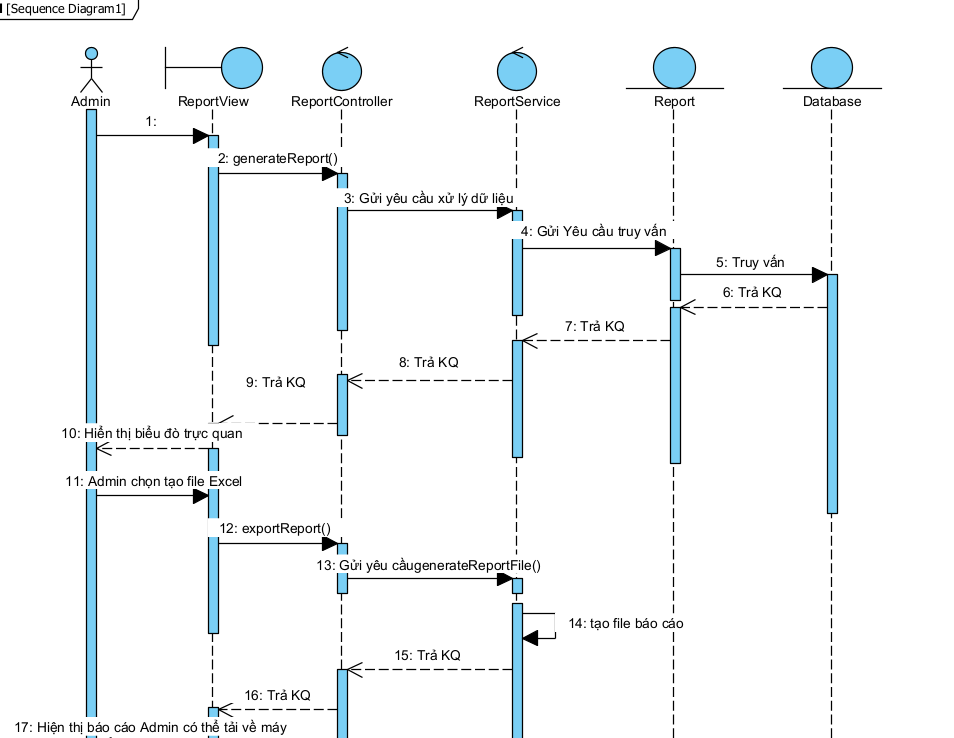 [Sequence Diagram1]
Admin
ReportView
ReportController
ReportService
Report
Database
1:
2: generateReport()
3: Gửi yêu cầu xử lý dữ liệu
4: Gửi Yêu cầu truy vấn
5: Truy vấn
6: Trả KQ
7: Trả KQ
8: Trả KQ
9: Trả KQ
10: Hiển thị biểu đò trực quan
11: Admin chọn tạo file Excel
12: exportReport()
13: Gửi yêu cầugenerateReportFile()
14: tạo file báo cáo
15: Trả KQ
16: Trả KQ
17: Hiện thị báo cáo Admin có thể tải về máy